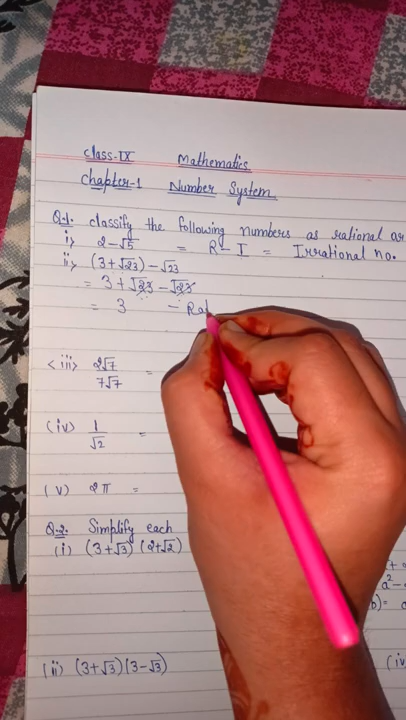 Class-IX Mathematics
Chapter-1 Number System
Q.1. Classify the following numbers as rational
i) 2-√5 = R-I = Irrational no.
ii) (3+√23)-√23
= 3+√23-√23
= 3 -
<iii> 2√7/7√7 =
(iv) 1/√2 =
(v) 2π =
Q.2. Simplify each
(i) (3+√3)(2+√2)
(ii) (3+√3)(3-√3)
(iv